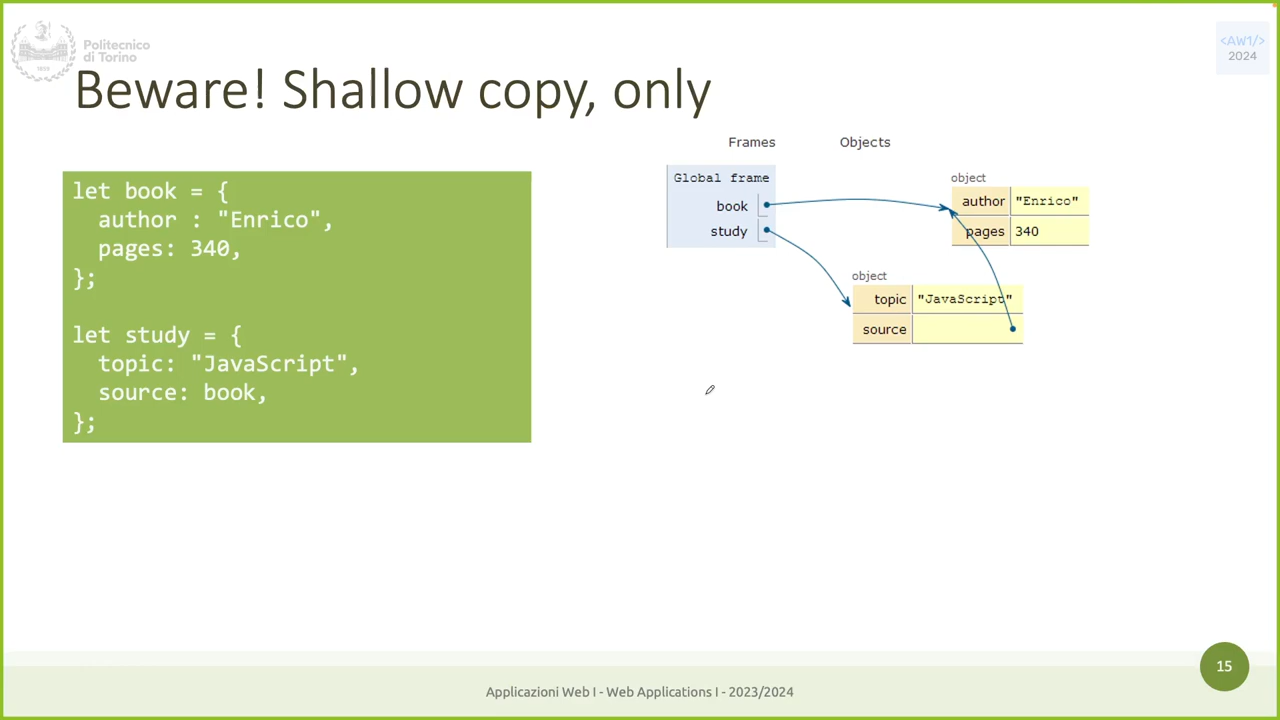 Politecnico
di Torino
<AW1/>
2024
Beware! Shallow copy, only
let book = {
  author : "Enrico",
  pages: 340,
};
let study = {
  topic: "JavaScript",
  source: book,
};
Frames
Objects
Global frame
book
study
object
author "Enrico"
pages 340
object
topic "JavaScript"
source
Applicazioni Web I - Web Applications I - 2023/2024
15